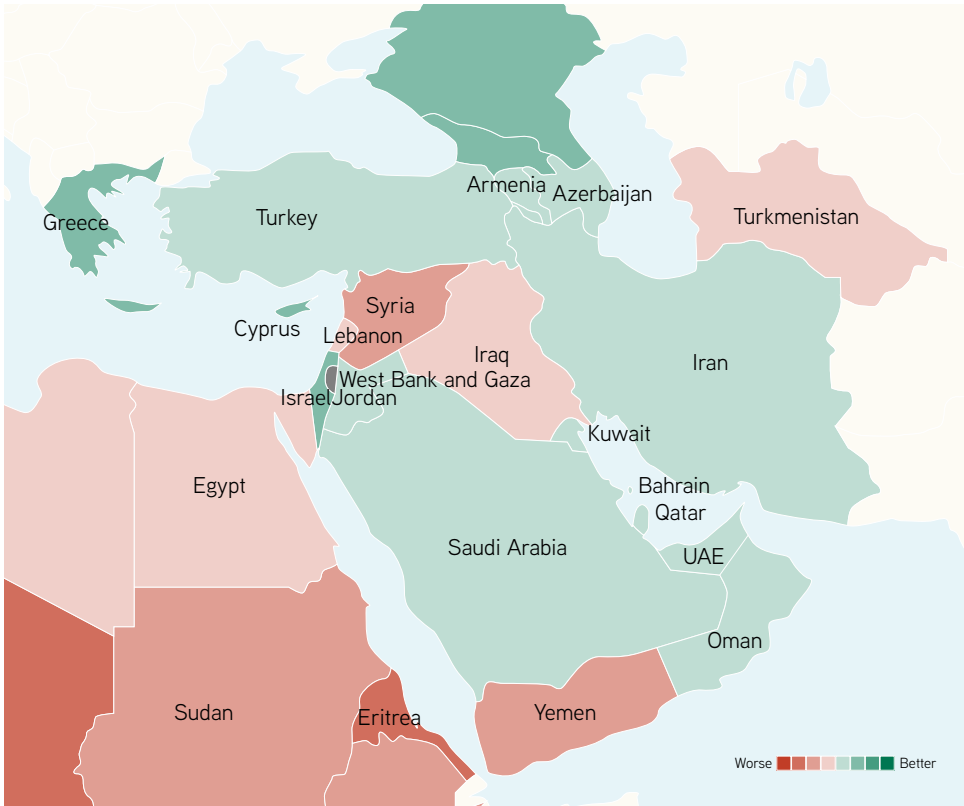 Armenia
Azerbaijan
Greece
Turkey
Turkmenistan
Syria
Cyprus
Lebanon
Iraq
Iran
West Bank and Gaza
Israel
Jordan
Kuwait
Egypt
Bahrain
Qatar
Saudi Arabia
UAE
Oman
Sudan
Eritrea
Yemen
Worse Better